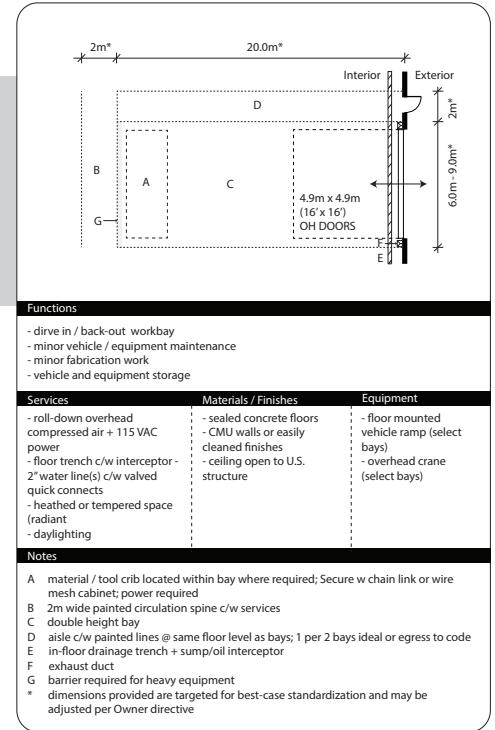 2m*
20.0m*
Interior
Exterior
D
2m*
B
A
C
6.0m - 9.0m*
G
4.9m x 4.9m
(16' x 16')
OH DOORS
F
E
Functions
- dirve in / back-out workbay
- minor vehicle / equipment maintenance
- minor fabrication work
- vehicle and equipment storage
Services
- roll-down overhead
compressed air + 115 VAC
power
- floor trench c/w interceptor -
2" water line(s) c/w valved
quick connects
- heathed or tempered space
(radiant
- daylighting
Materials / Finishes
- sealed concrete floors
- CMU walls or easily
cleaned finishes
- ceiling open to U.S.
structure
Equipment
- floor mounted
vehicle ramp (select
bays)
- overhead crane
(select bays)
Notes
A material / tool crib located within bay where required; Secure w chain link or wire
mesh cabinet; power required
B 2m wide painted circulation spine c/w services
C double height bay
D aisle c/w painted lines @ same floor level as bays; 1 per 2 bays ideal or egress to code
E in-floor drainage trench + sump/oil interceptor
F exhaust duct
G barrier required for heavy equipment
* dimensions provided are targeted for best-case standardization and may be
adjusted per Owner directive